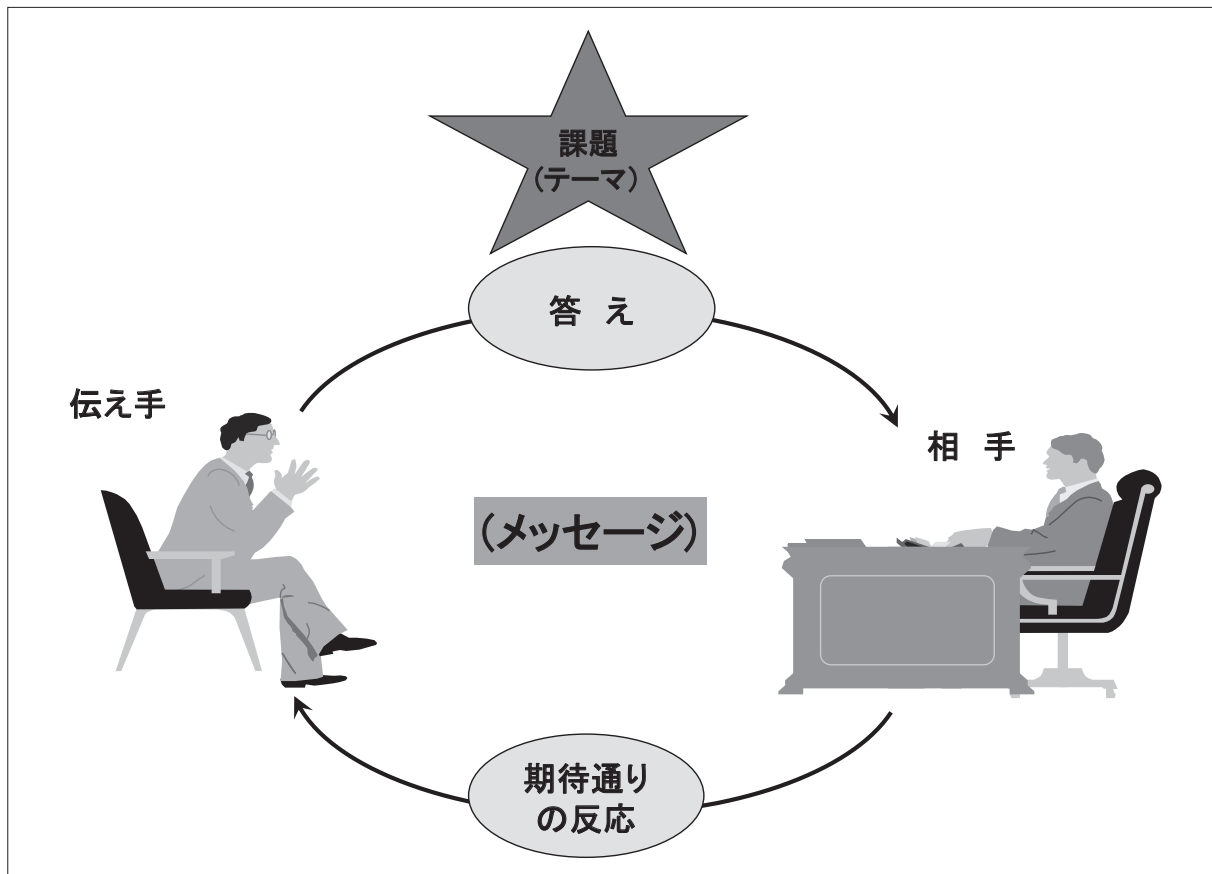 課題
(テーマ)
答 え
伝え手
相 手
(メッセージ)
期待通り
の反応